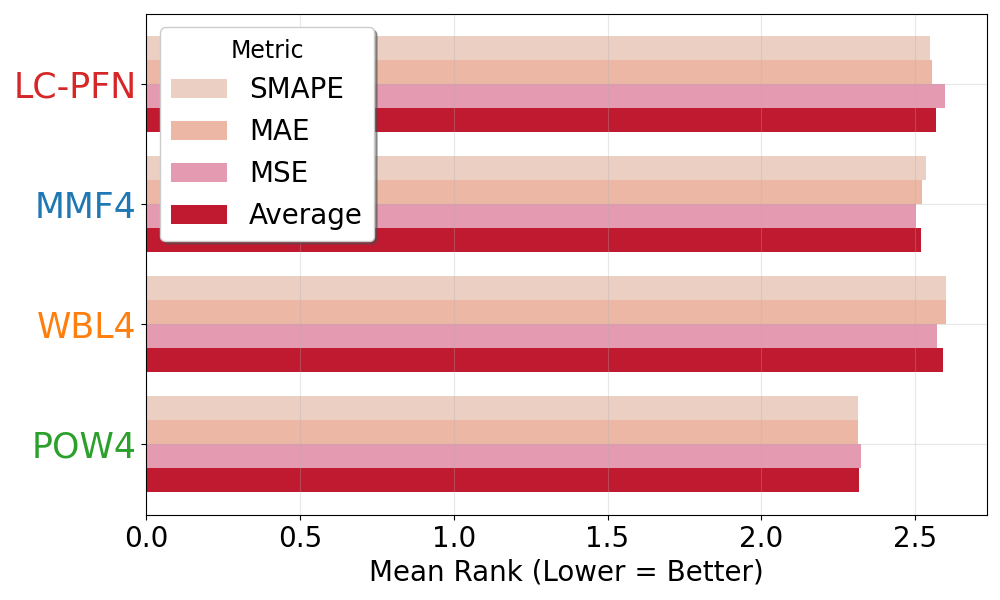 Metric
SMAPE
MAE
MSE
Average
LC-PFN
MMF4
WBL4
POW4
0.0 0.5 1.0 1.5 2.0 2.5
Mean Rank (Lower = Better)